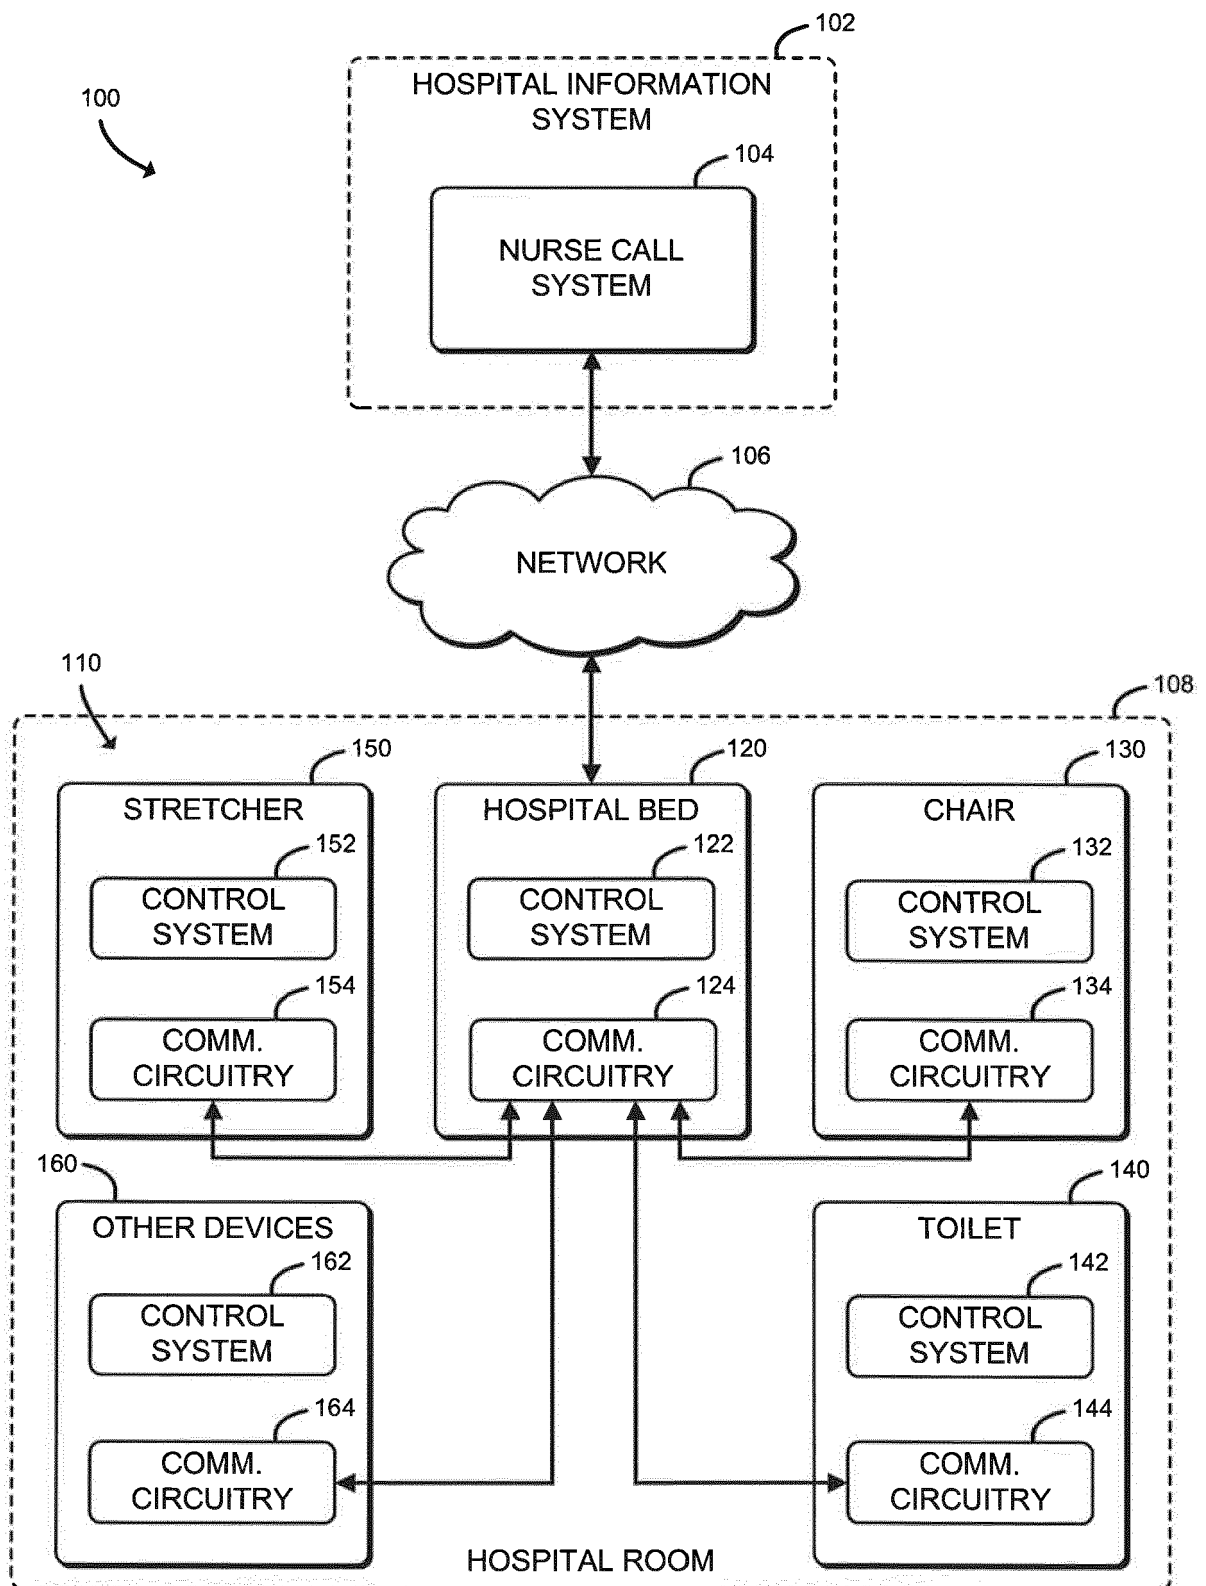 102
HOSPITAL INFORMATION
SYSTEM
100
104
NURSE CALL
SYSTEM
106
NETWORK
110
108
150
120
130
STRETCHER
HOSPITAL BED
CHAIR
152
122
132
CONTROL
SYSTEM
CONTROL
SYSTEM
CONTROL
SYSTEM
154
124
134
COMM.
CIRCUITRY
COMM.
CIRCUITRY
COMM.
CIRCUITRY
160
140
OTHER DEVICES
TOILET
162
142
CONTROL
SYSTEM
CONTROL
SYSTEM
164
144
COMM.
CIRCUITRY
COMM.
CIRCUITRY
HOSPITAL ROOM